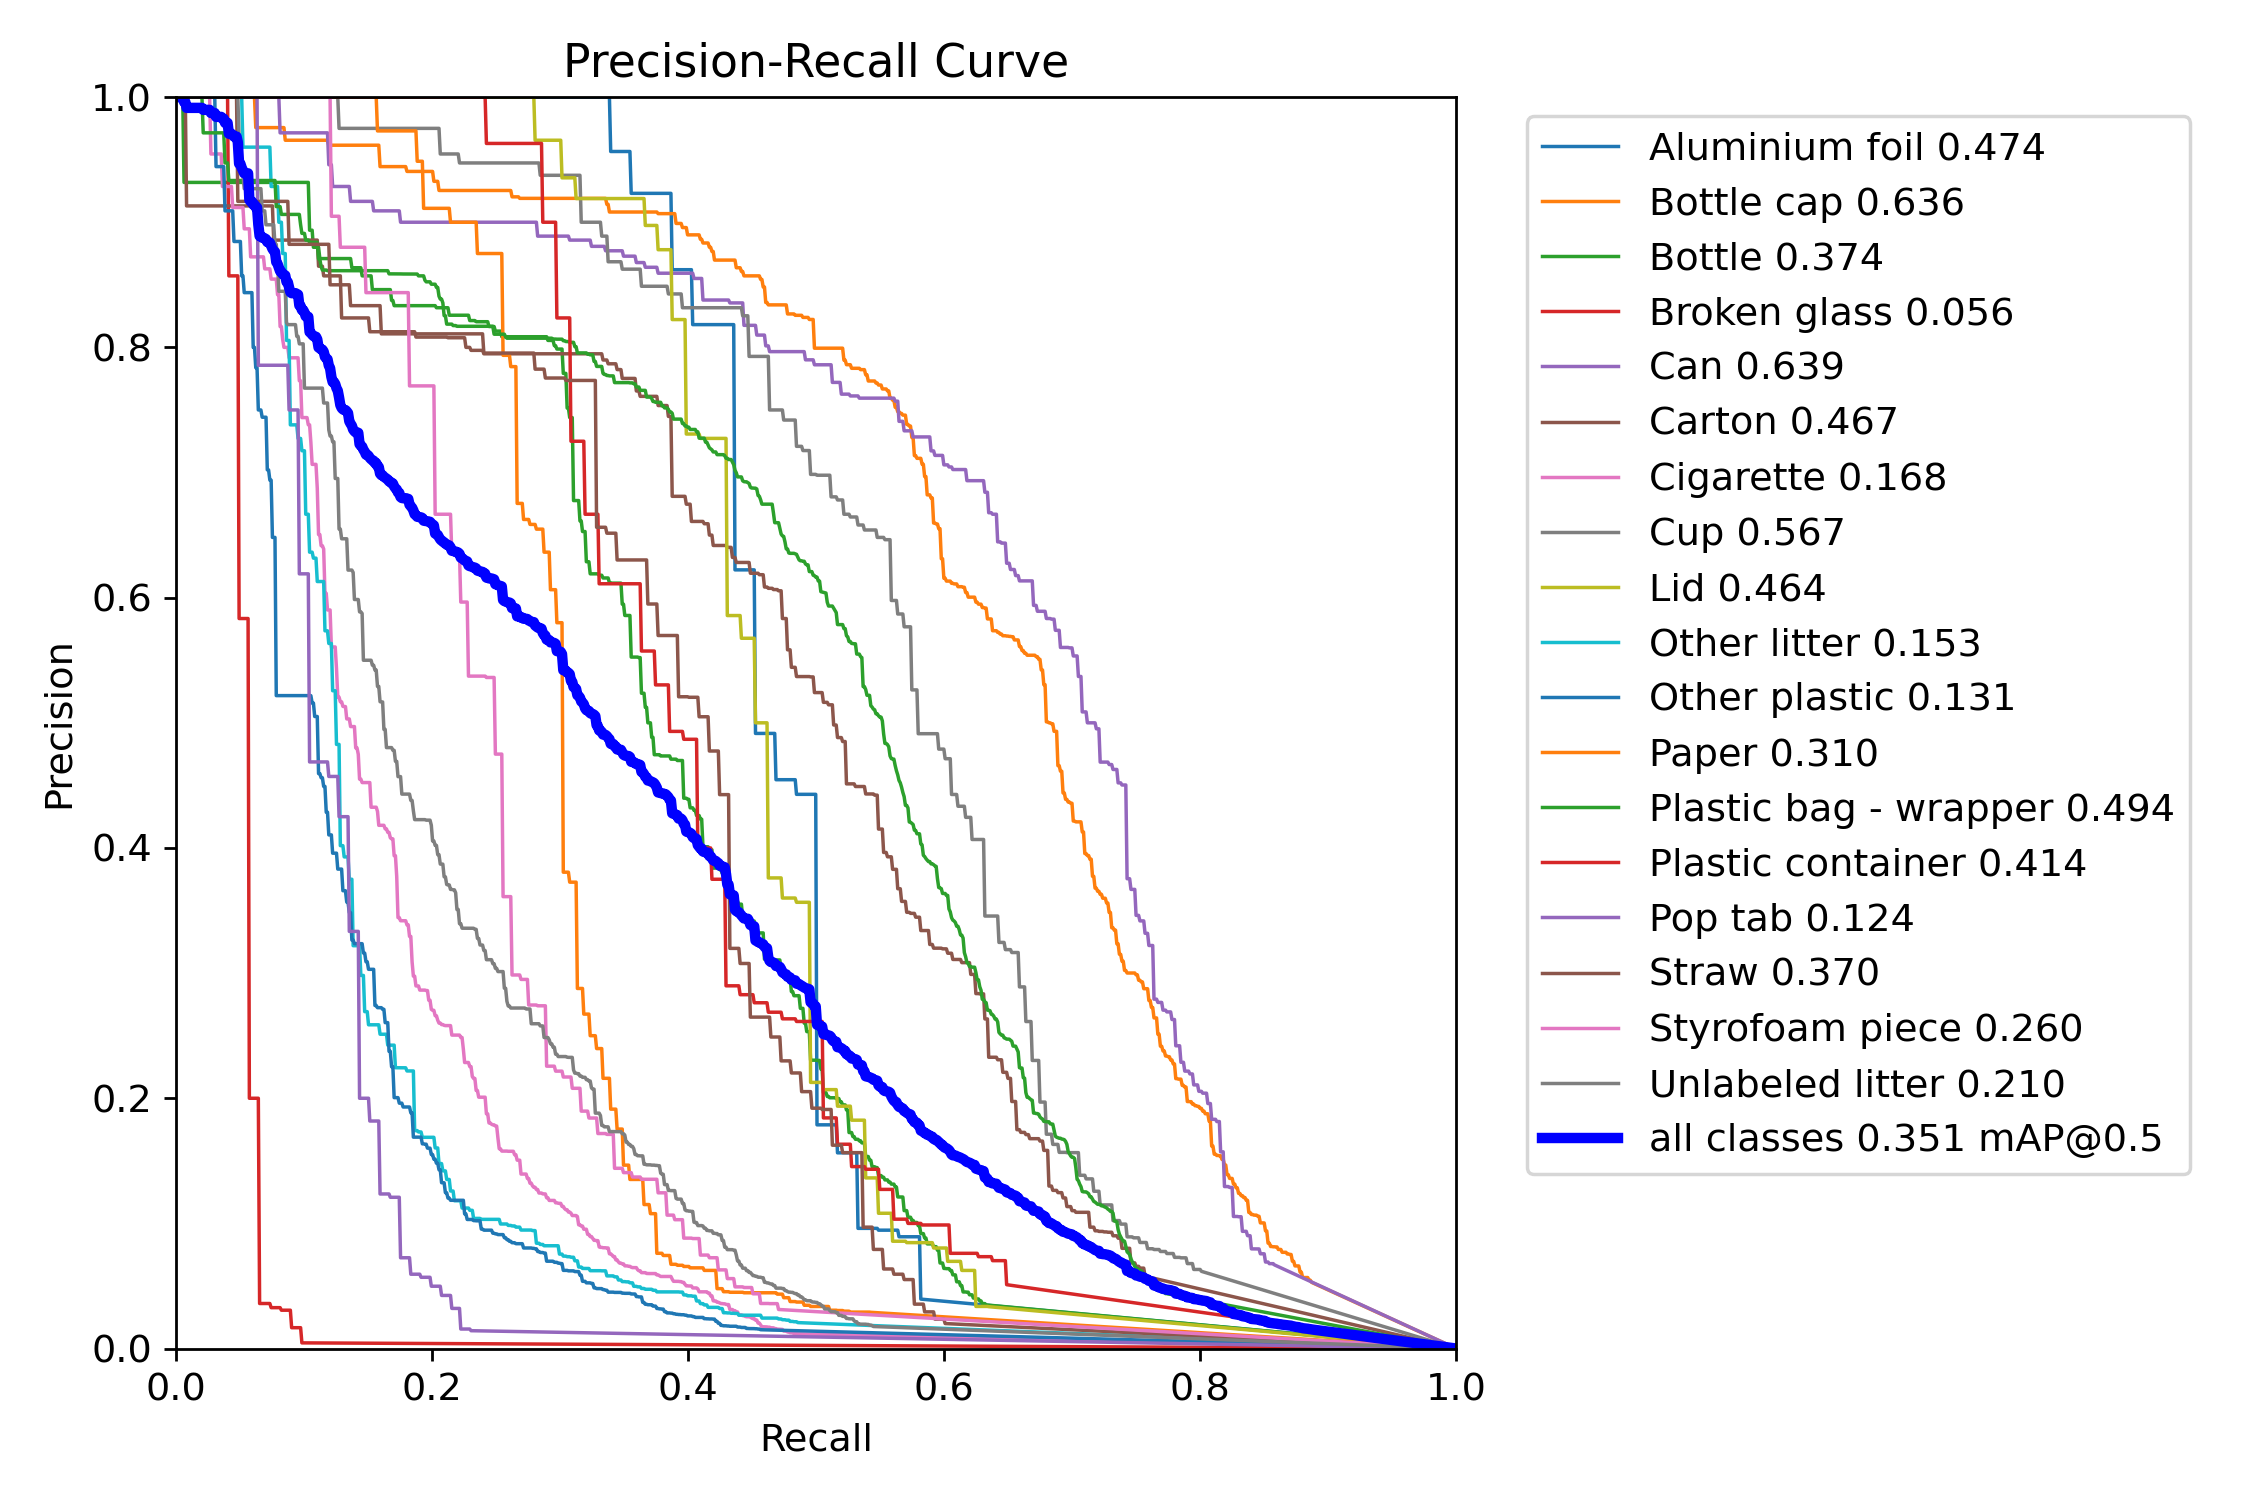 Precision-Recall Curve
1.0
0.8
0.6
0.4
0.2
0.0
Precision
0.0 0.2 0.4 0.6 0.8 1.0
Recall
Aluminium foil 0.474
Bottle cap 0.636
Bottle 0.374
Broken glass 0.056
Can 0.639
Carton 0.467
Cigarette 0.168
Cup 0.567
Lid 0.464
Other litter 0.153
Other plastic 0.131
Paper 0.310
Plastic bag - wrapper 0.494
Plastic container 0.414
Pop tab 0.124
Straw 0.370
Styrofoam piece 0.260
Unlabeled litter 0.210
all classes 0.351 mAP@0.5